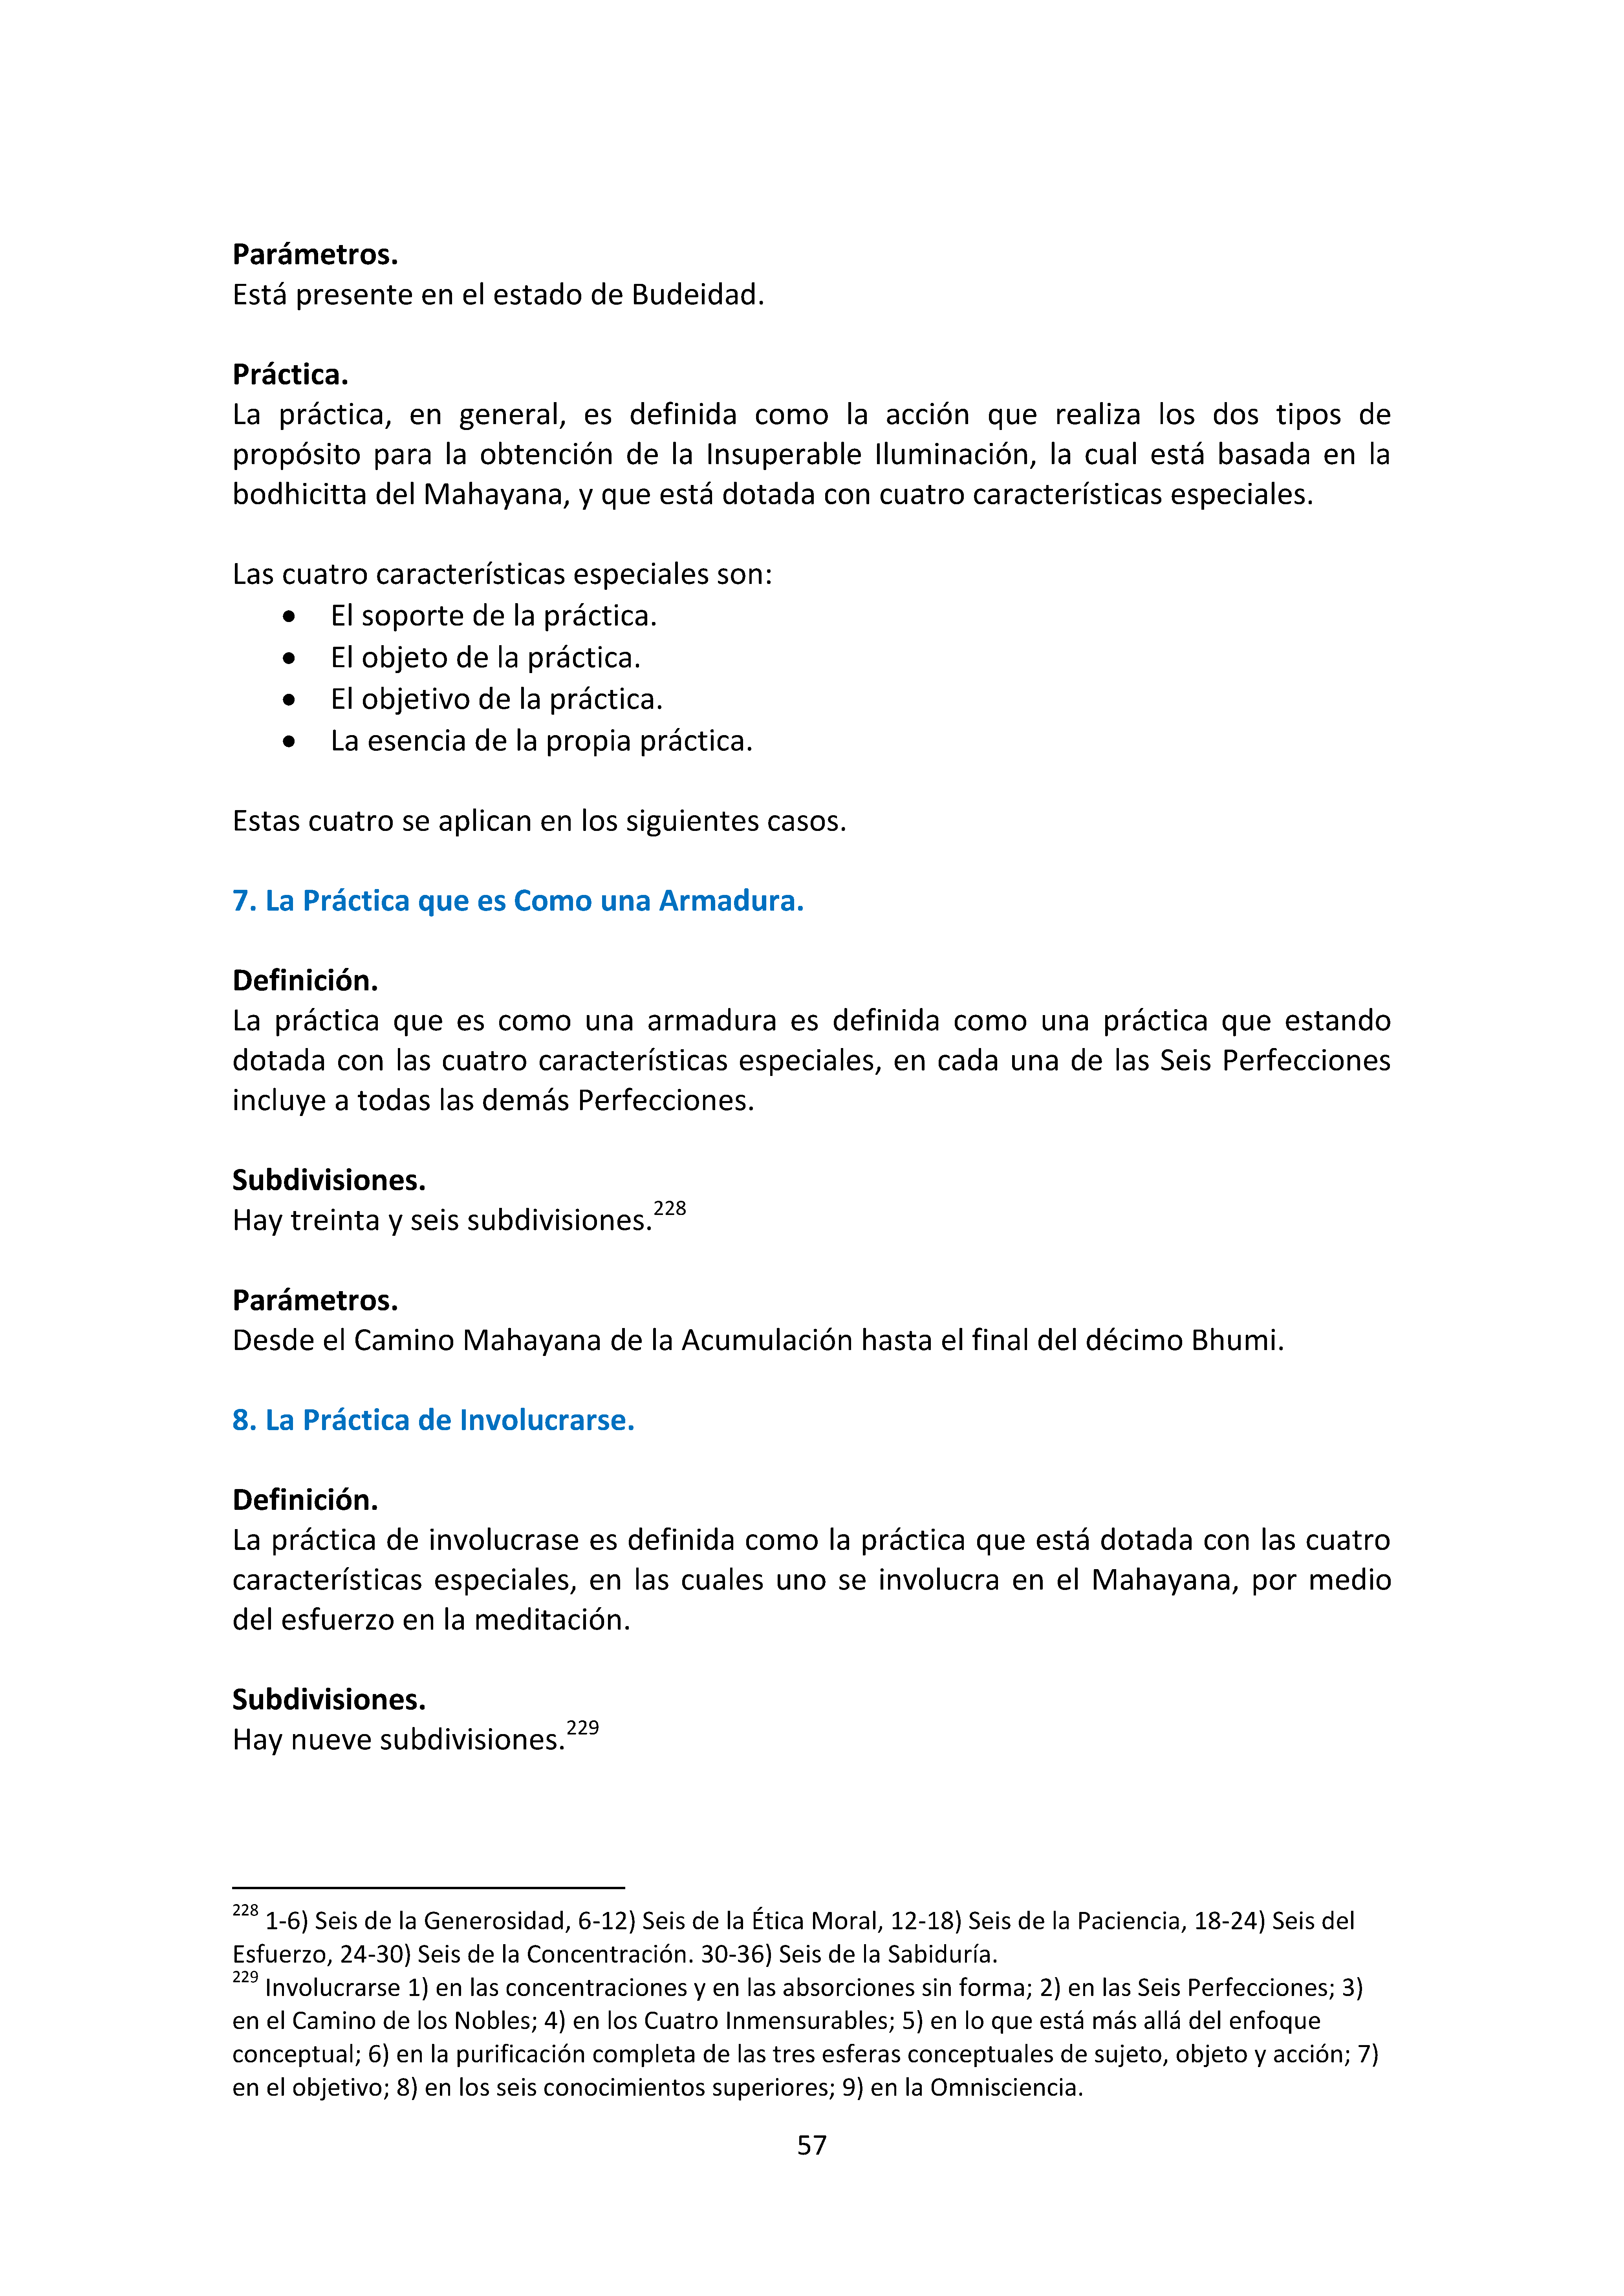 Parámetros.
Está presente en el estado de Budeidad.
Práctica.
La práctica, en general, es definida como la acción que realiza los dos tipos de
propósito para la obtención de la Insuperable Iluminación, la cual está basada en la
bodhicitta del Mahayana, y que está dotada con cuatro características especiales.
Las cuatro características especiales son:
• El soporte de la práctica.
• El objeto de la práctica.
• El objetivo de la práctica.
• La esencia de la propia práctica.
Estas cuatro se aplican en los siguientes casos.
7. La Práctica que es Como una Armadura.
Definición.
La práctica que es como una armadura es definida como una práctica que estando
dotada con las cuatro características especiales, en cada una de las Seis Perfecciones
incluye a todas las demás Perfecciones.
Subdivisiones.
Hay treinta y seis subdivisiones.228
Parámetros.
Desde el Camino Mahayana de la Acumulación hasta el final del décimo Bhumi.
8. La Práctica de Involucrarse.
Definición.
La práctica de involucrase es definida como la práctica que está dotada con las cuatro
características especiales, en las cuales uno se involucra en el Mahayana, por medio
del esfuerzo en la meditación.
Subdivisiones.
Hay nueve subdivisiones.229
228 1-6) Seis de la Generosidad, 6-12) Seis de la Ética Moral, 12-18) Seis de la Paciencia, 18-24) Seis del
Esfuerzo, 24-30) Seis de la Concentración. 30-36) Seis de la Sabiduría.
229 Involucrarse 1) en las concentraciones y en las absorciones sin forma; 2) en las Seis Perfecciones; 3)
en el Camino de los Nobles; 4) en los Cuatro Inmensurables; 5) en lo que está más allá del enfoque
conceptual; 6) en la purificación completa de las tres esferas conceptuales de sujeto, objeto y acción; 7)
en el objetivo; 8) en los seis conocimientos superiores; 9) en la Omnisciencia.
57